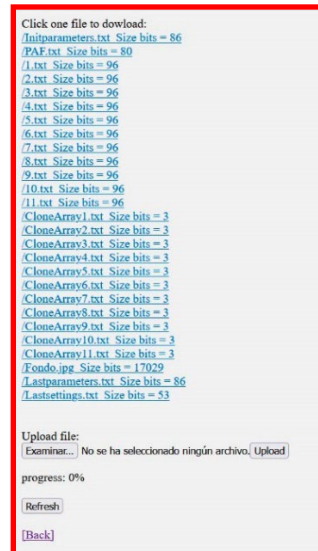 Click one file to dowload:
/Initparameters.txt Size bits = 86
/PAF.txt Size bits = 80
/1.txt Size bits = 96
/2.txt Size bits = 96
/3.txt Size bits = 96
/4.txt Size bits = 96
/5.txt Size bits = 96
/6.txt Size bits = 96
/7.txt Size bits = 96
/8.txt Size bits = 96
/9.txt Size bits = 96
/10.txt Size bits = 96
/11.txt Size bits = 96
/CloneArray1.txt Size bits = 3
/CloneArray2.txt Size bits = 3
/CloneArray3.txt Size bits = 3
/CloneArray4.txt Size bits = 3
/CloneArray5.txt Size bits = 3
/CloneArray6.txt Size bits = 3
/CloneArray7.txt Size bits = 3
/CloneArray8.txt Size bits = 3
/CloneArray9.txt Size bits = 3
/CloneArray10.txt Size bits = 3
/CloneArray11.txt Size bits = 3
/Fondo.jpg Size bits = 17029
/Lastparameters.txt Size bits = 86
/Lastsettings.txt Size bits = 53
Upload file:
Examinar... No se ha seleccionado ningún archivo. Upload
progress: 0%
Refresh
[Back]